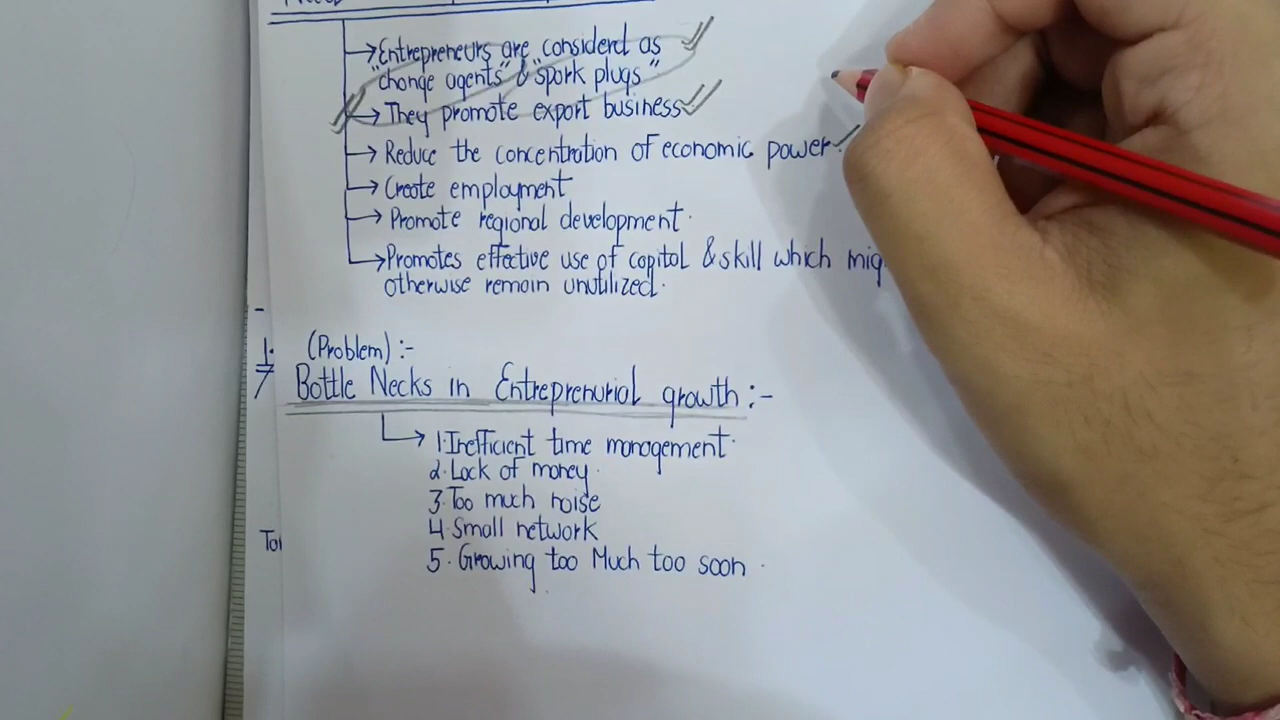 →Entrepreneurs are "considerd as
"change agents" & spork plugs"
→ They promote export business
→ Reduce the concentration of economic power.
→ Create employment
→ Promote regional development.
→Promotes effective use of capitol & skill which mig
otherwise remain unutilized.
(Problem) :-
Bottle Necks in Entreprenurial growth :-
1. Inefficient time management.
2. Lack of money.
3. Too much noise
4. Small network
5. Growing too Much too soon.